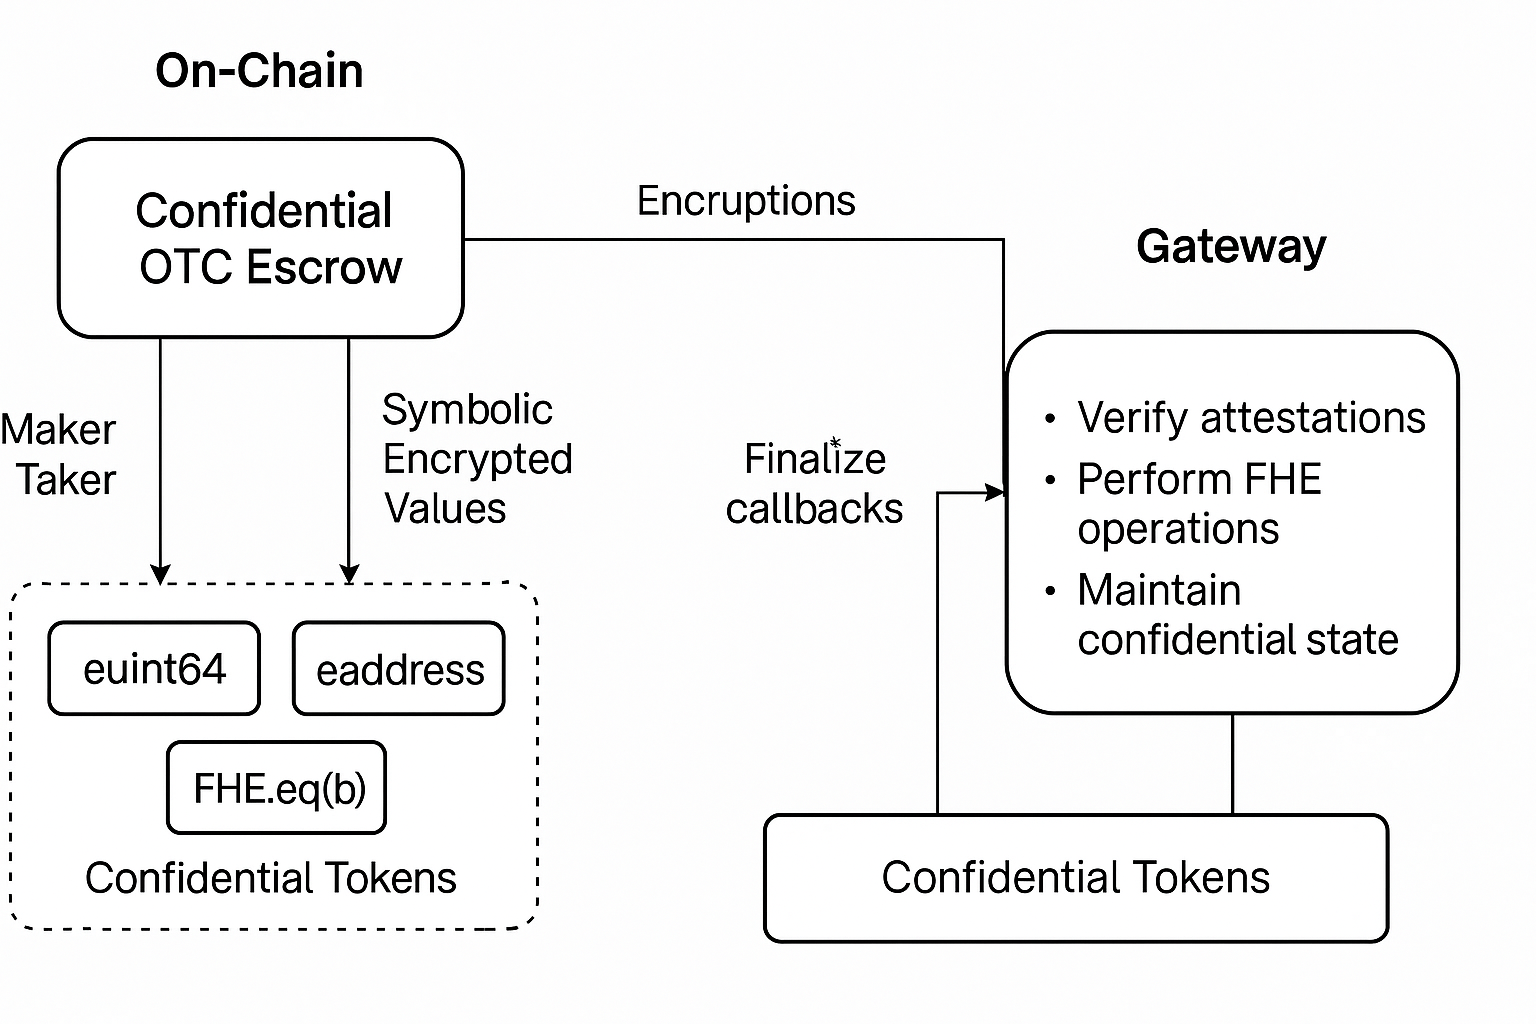 On-Chain
Confidential
OTC Escrow
Encruptions
Gateway
Maker
Taker
Symbolic
Encrypted
Values
Finalize
callbacks
• Verify attestations
• Perform FHE
operations
• Maintain
confidential state
euint64
eaddress
FHE.eq(b)
Confidential Tokens
Confidential Tokens